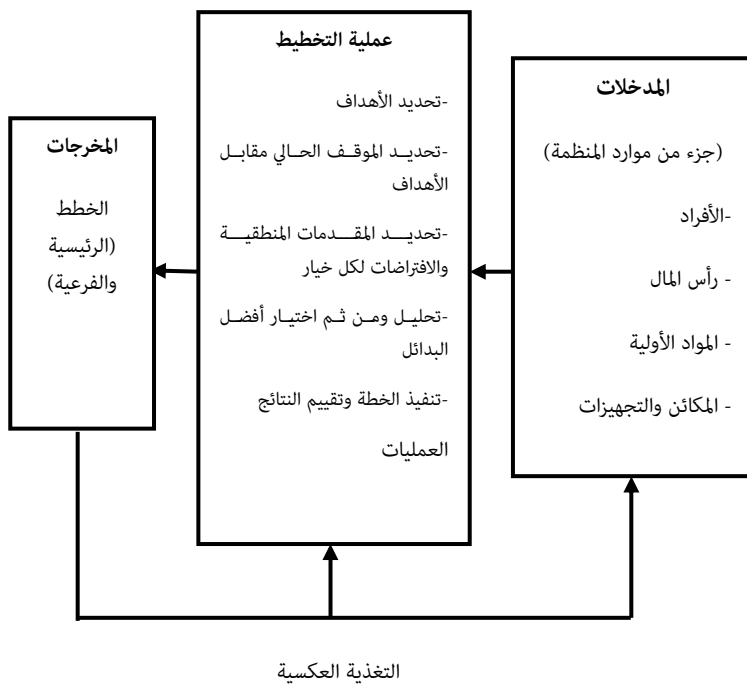 المدخلات
(جزء من موارد المنظمة)
-الأفراد
- رأس المال
- المواد الأولية
- المكائن والتجهيزات
عملية التخطيط
-تحديد الأهداف
-تحديد الموقف الحالي مقابل
الأهداف
-تحديد المقدمات المنطقية
والافتراضات لكل خيار
-تحليل ومن ثم اختيار أفضل
البدائل
-تنفيذ الخطة وتقييم النتائج
العمليات
المخرجات
الخطط
(الرئيسية
والفرعية)
التغذية العكسية